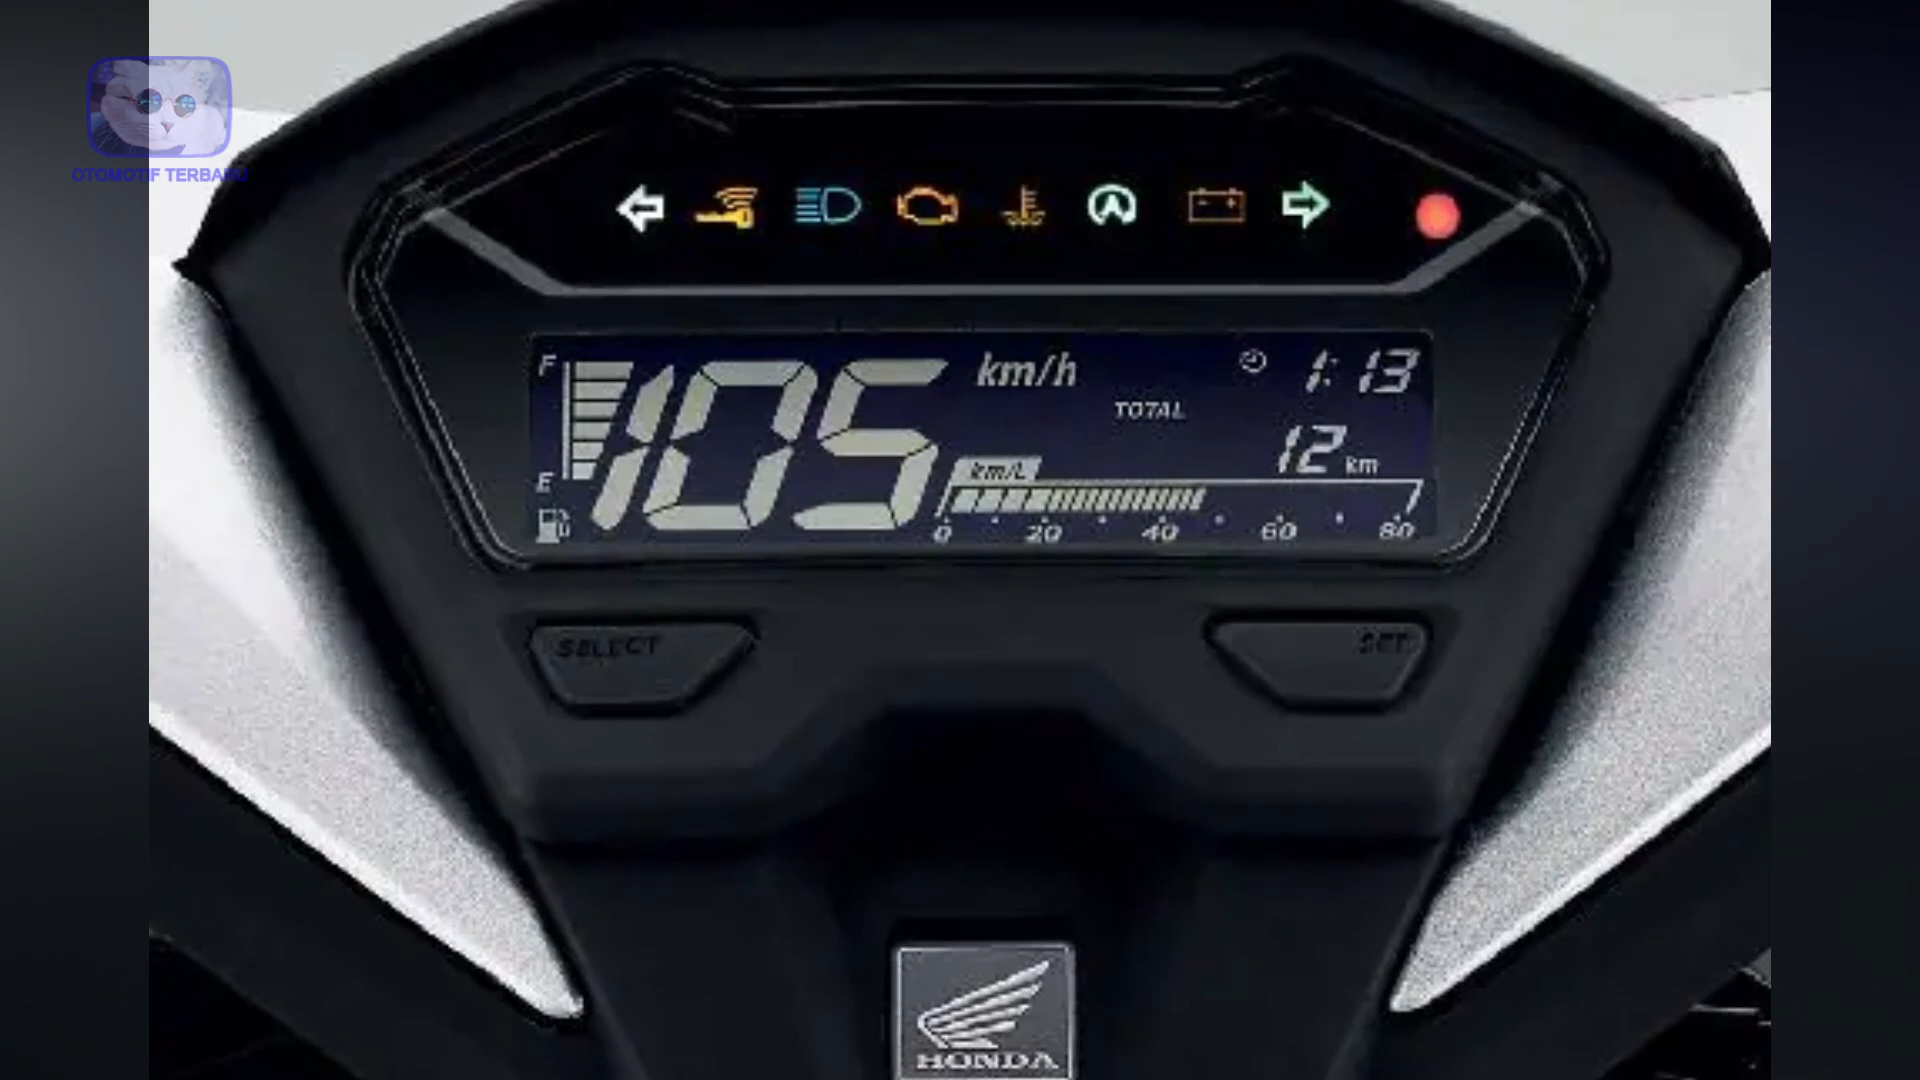 OTOMOTIF TERBARU
F
105 km/h
1:13
TOTAL
12 km
km/L
E
0 20 40 60 80
SELECT
SET
HONDA